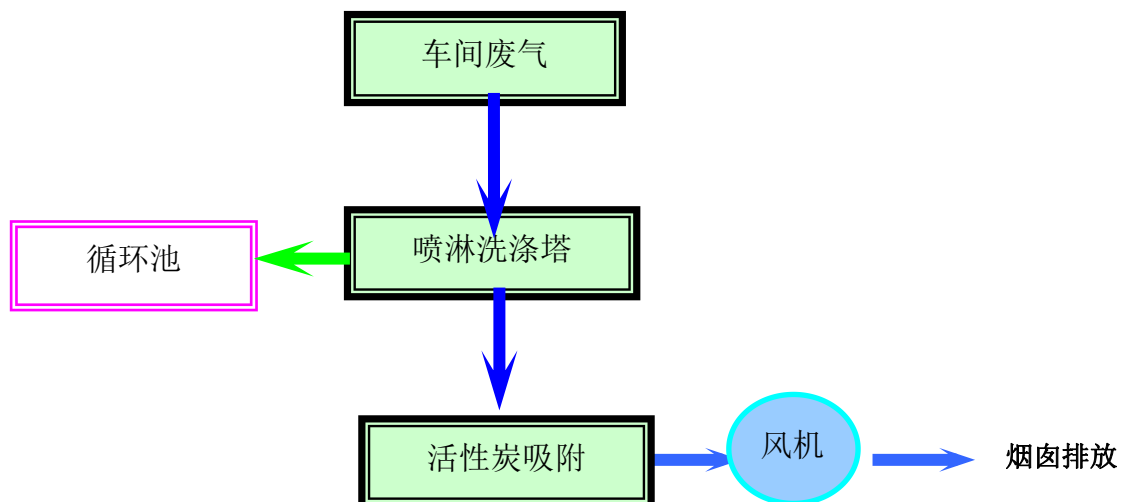 车间废气
喷淋洗涤塔
循环池
活性炭吸附
风机
烟囱排放